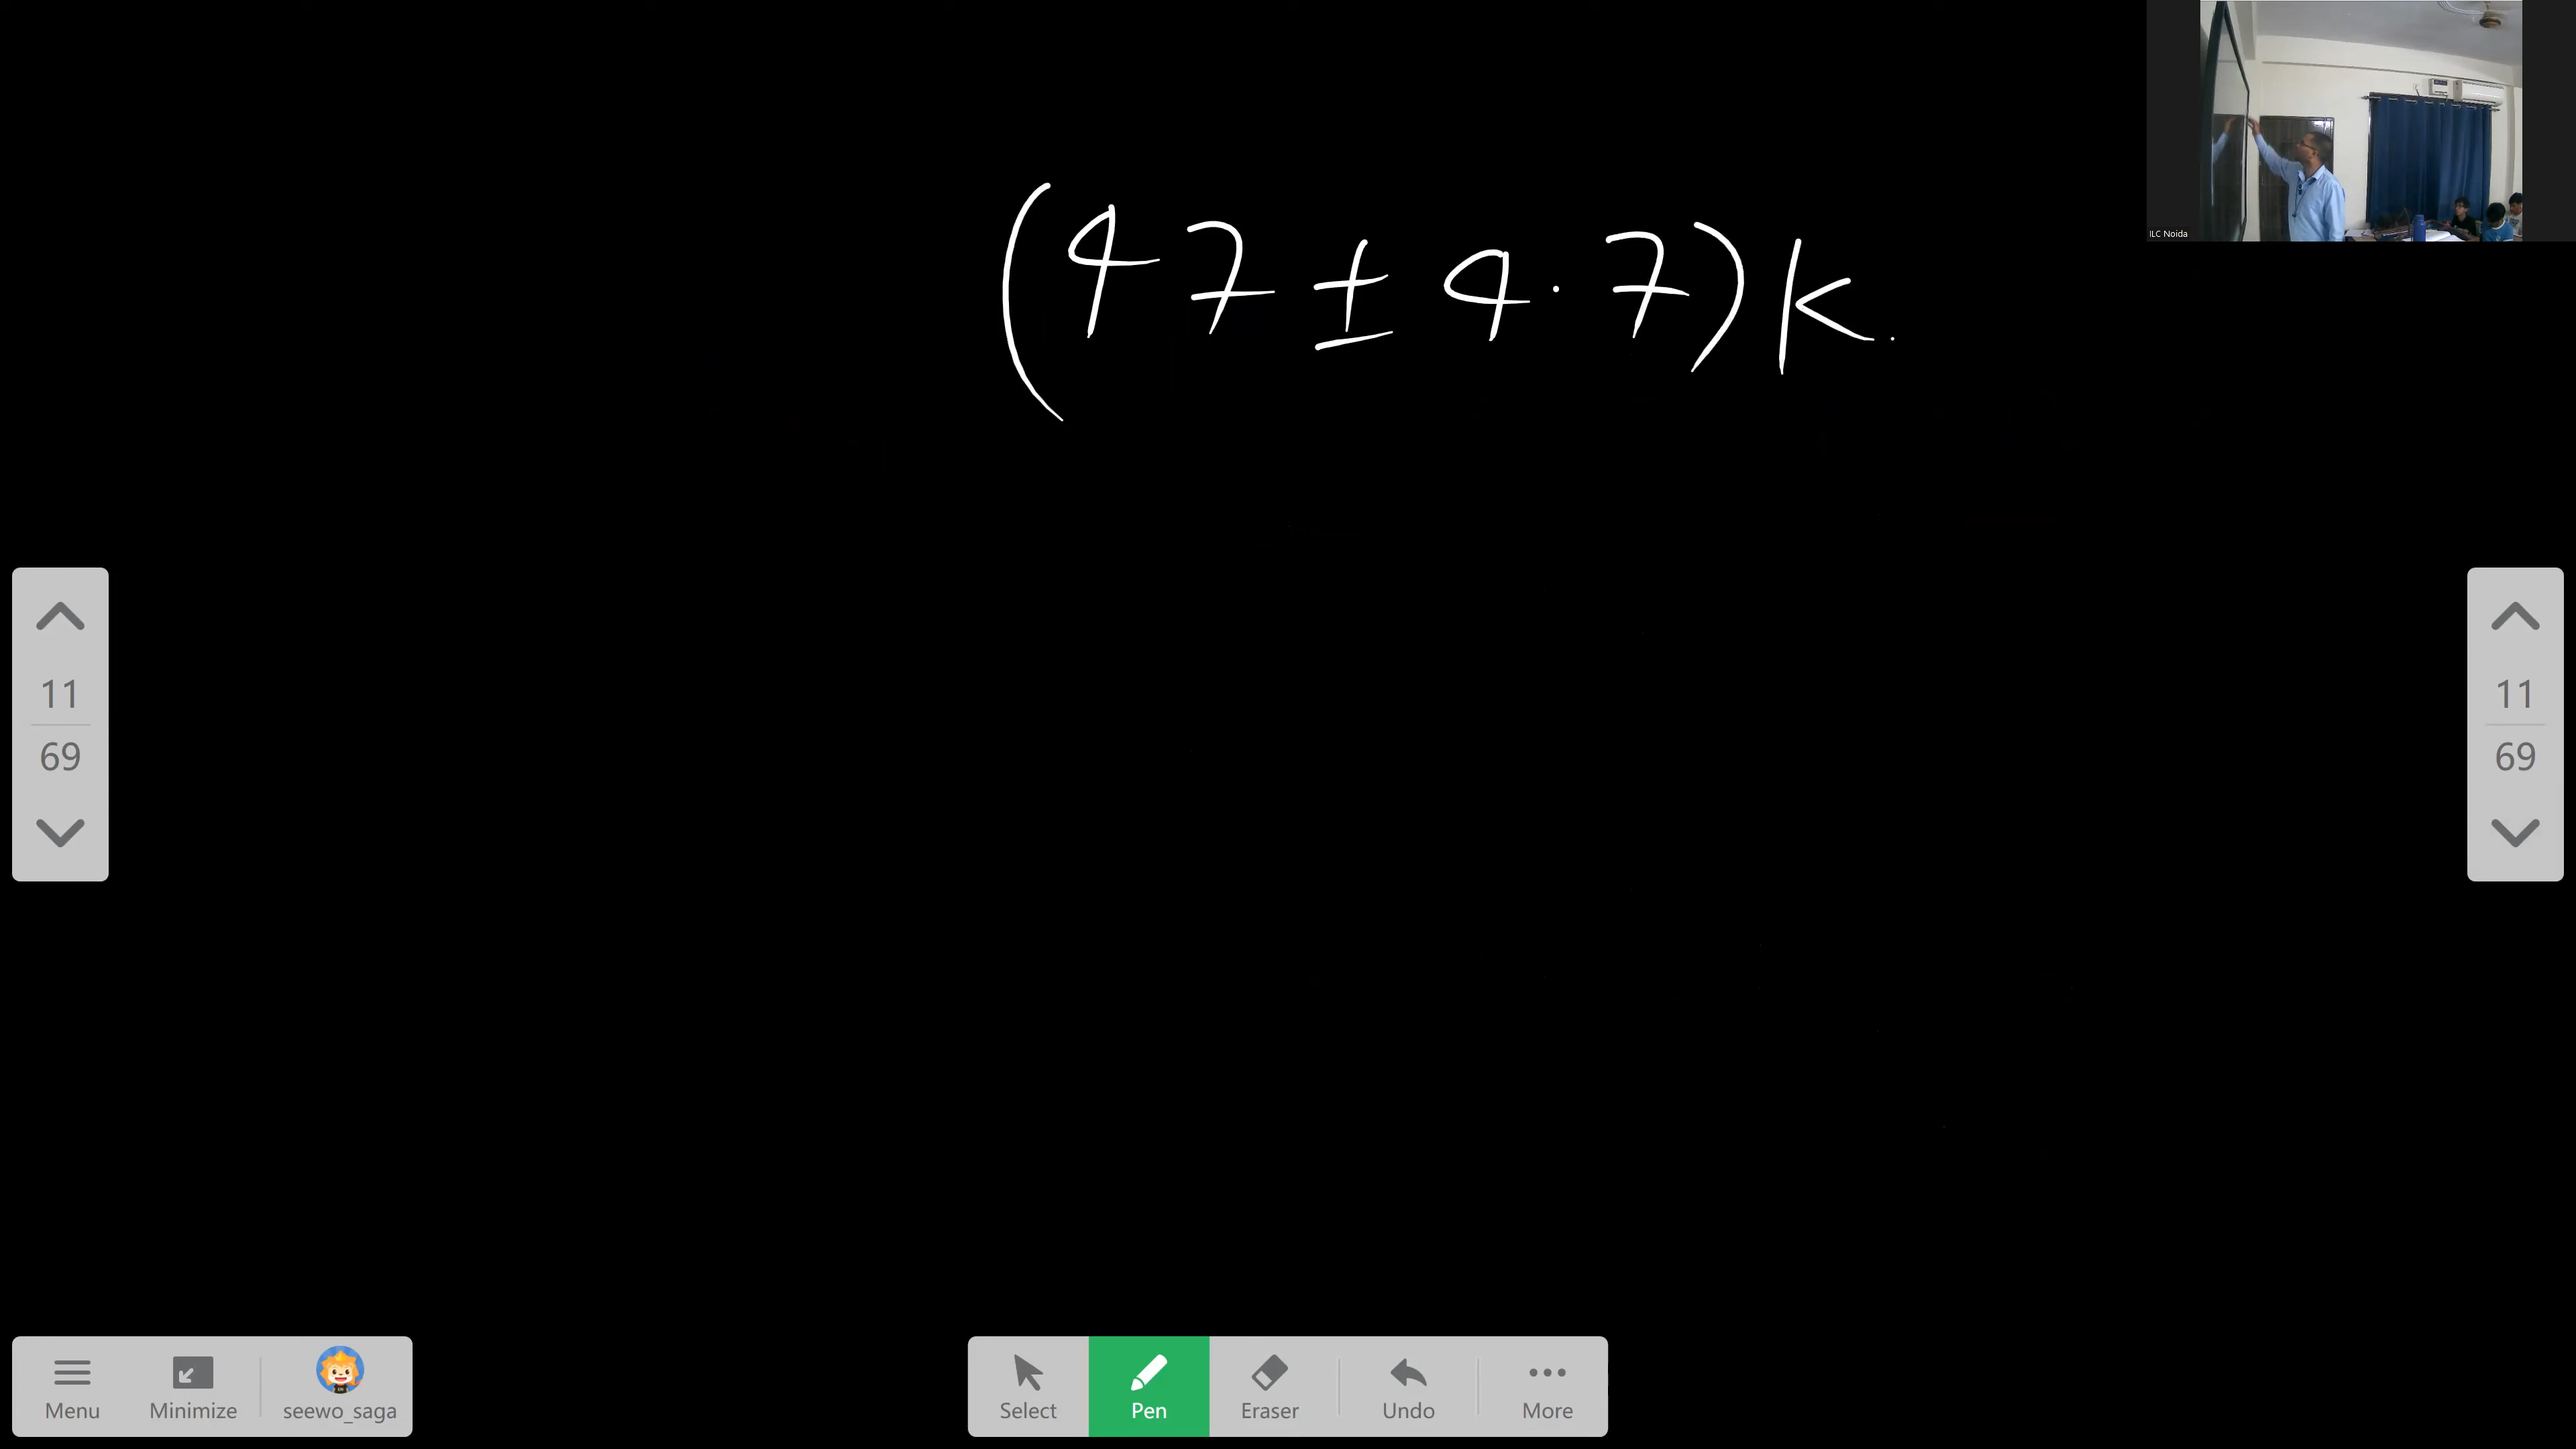 ILC Noida
(47 ± 4.7) k.
11
69
11
69
Menu
Minimize
seewo_saga
Select
Pen
Eraser
Undo
More